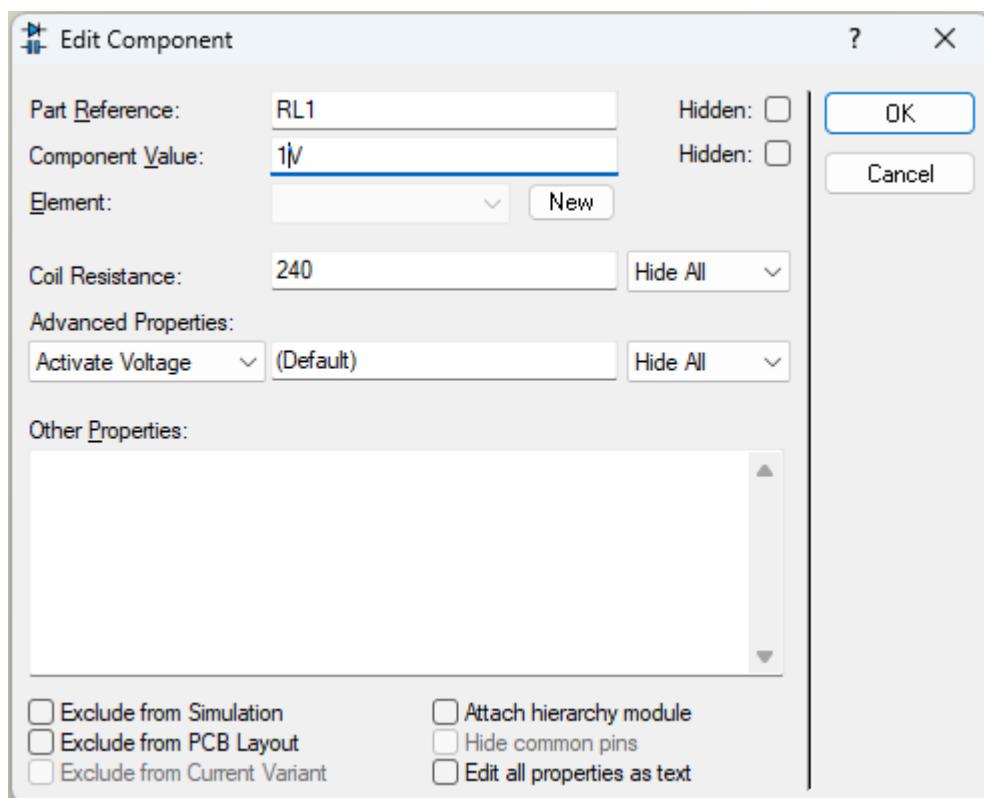 Edit Component ?
Part Reference: RL1 Hidden: OK
Component Value: 1V Hidden: Cancel
Element: New
Coil Resistance: 240 Hide All
Advanced Properties:
Activate Voltage (Default) Hide All
Other Properties:
Exclude from Simulation Attach hierarchy module
Exclude from PCB Layout Hide common pins
Exclude from Current Variant Edit all properties as text